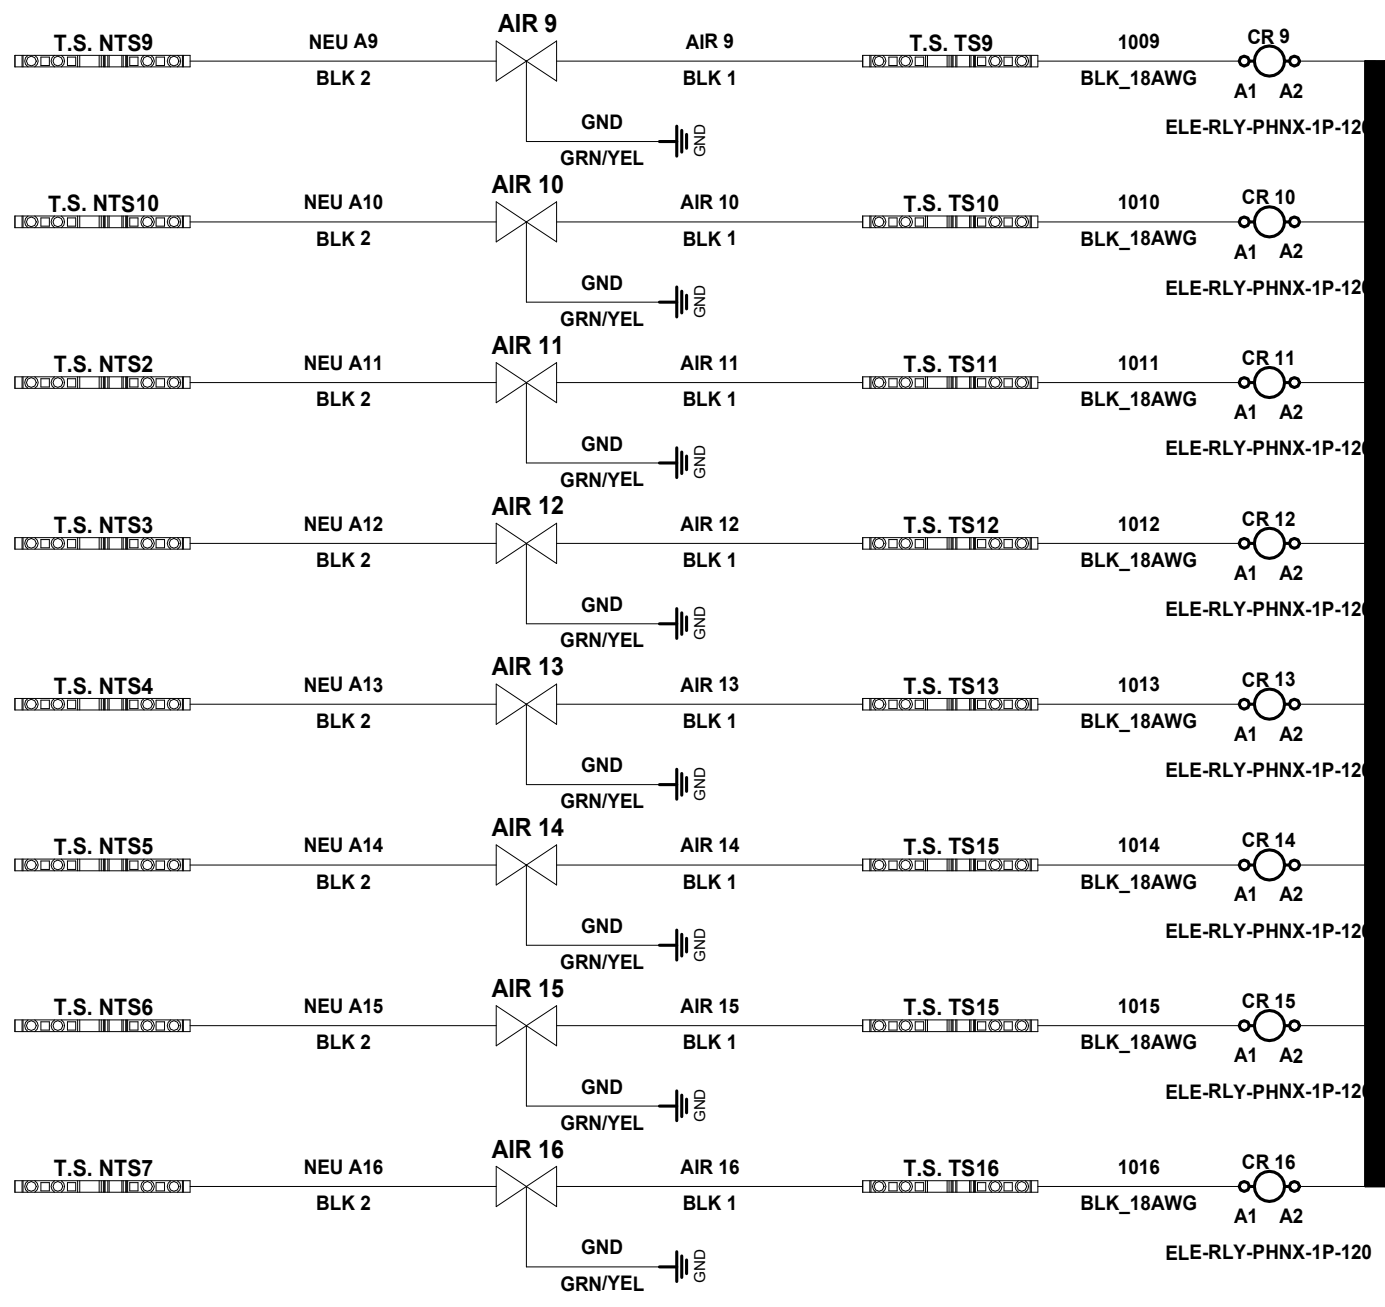 AIR 9
T.S. NTS9 NEU A9 AIR 9 T.S. TS9 1009 CR 9
BLK 2 BLK 1 BLK_18AWG A1 A2
GND GND ELE-RLY-PHNX-1P-120
GRN/YEL
AIR 10
T.S. NTS10 NEU A10 AIR 10 T.S. TS10 1010 CR 10
BLK 2 BLK 1 BLK_18AWG A1 A2
GND GND ELE-RLY-PHNX-1P-120
GRN/YEL
AIR 11
T.S. NTS2 NEU A11 AIR 11 T.S. TS11 1011 CR 11
BLK 2 BLK 1 BLK_18AWG A1 A2
GND GND ELE-RLY-PHNX-1P-120
GRN/YEL
AIR 12
T.S. NTS3 NEU A12 AIR 12 T.S. TS12 1012 CR 12
BLK 2 BLK 1 BLK_18AWG A1 A2
GND GND ELE-RLY-PHNX-1P-120
GRN/YEL
AIR 13
T.S. NTS4 NEU A13 AIR 13 T.S. TS13 1013 CR 13
BLK 2 BLK 1 BLK_18AWG A1 A2
GND GND ELE-RLY-PHNX-1P-120
GRN/YEL
AIR 14
T.S. NTS5 NEU A14 AIR 14 T.S. TS15 1014 CR 14
BLK 2 BLK 1 BLK_18AWG A1 A2
GND GND ELE-RLY-PHNX-1P-120
GRN/YEL
AIR 15
T.S. NTS6 NEU A15 AIR 15 T.S. TS15 1015 CR 15
BLK 2 BLK 1 BLK_18AWG A1 A2
GND GND ELE-RLY-PHNX-1P-120
GRN/YEL
AIR 16
T.S. NTS7 NEU A16 AIR 16 T.S. TS16 1016 CR 16
BLK 2 BLK 1 BLK_18AWG A1 A2
GND GND ELE-RLY-PHNX-1P-120
GRN/YEL